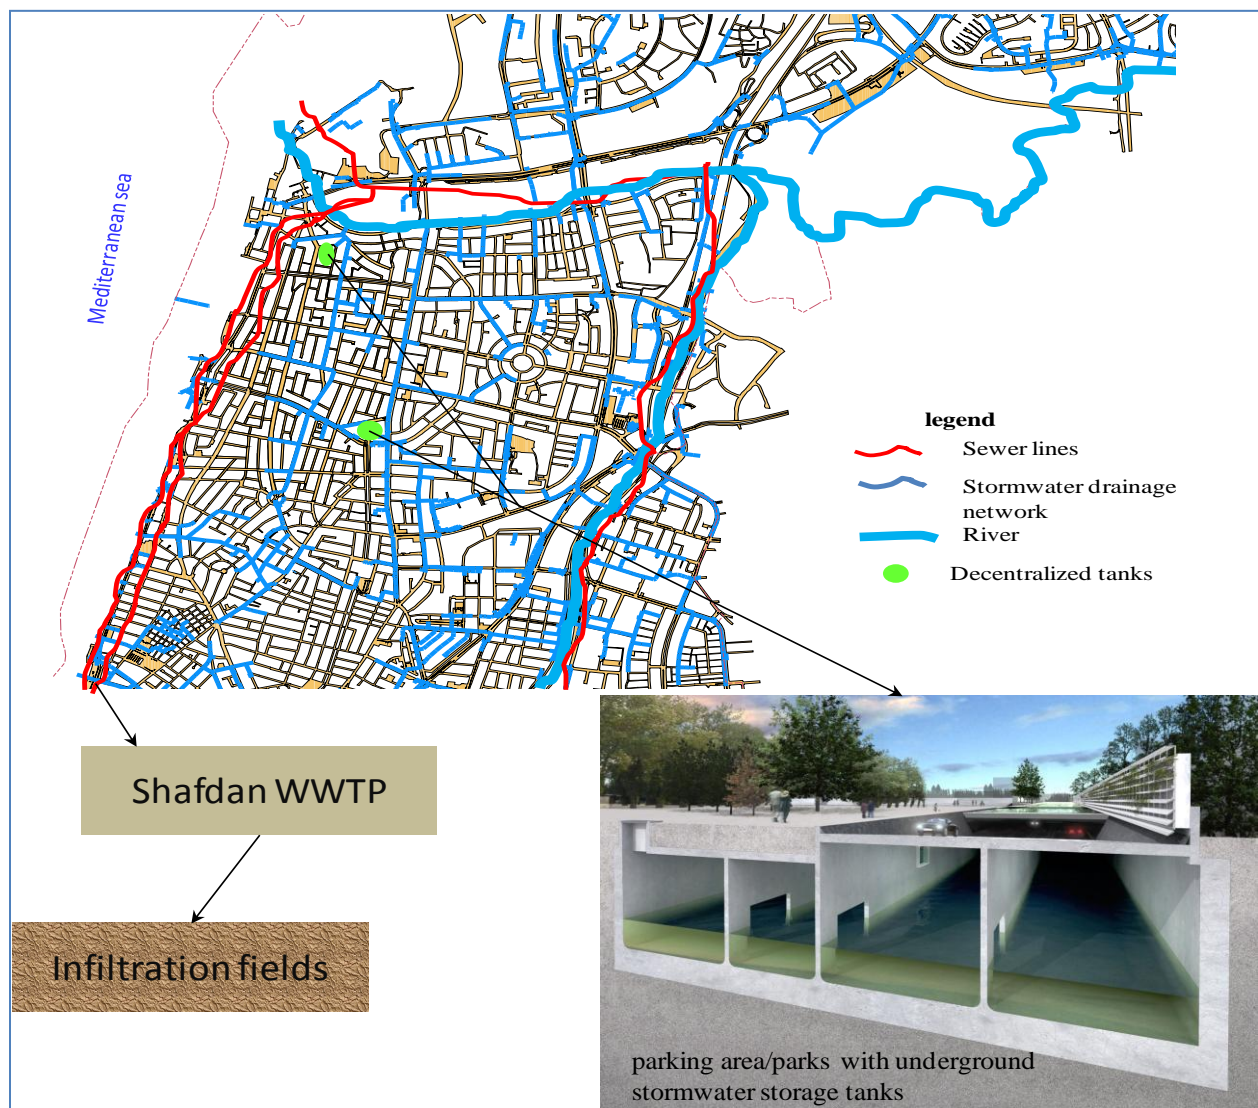 Mediterranean sea
legend
Sewer lines
Stormwater drainage
network
River
Decentralized tanks
Shafdan WWTP
Infiltration fields
parking area/parks with underground
stormwater storage tanks